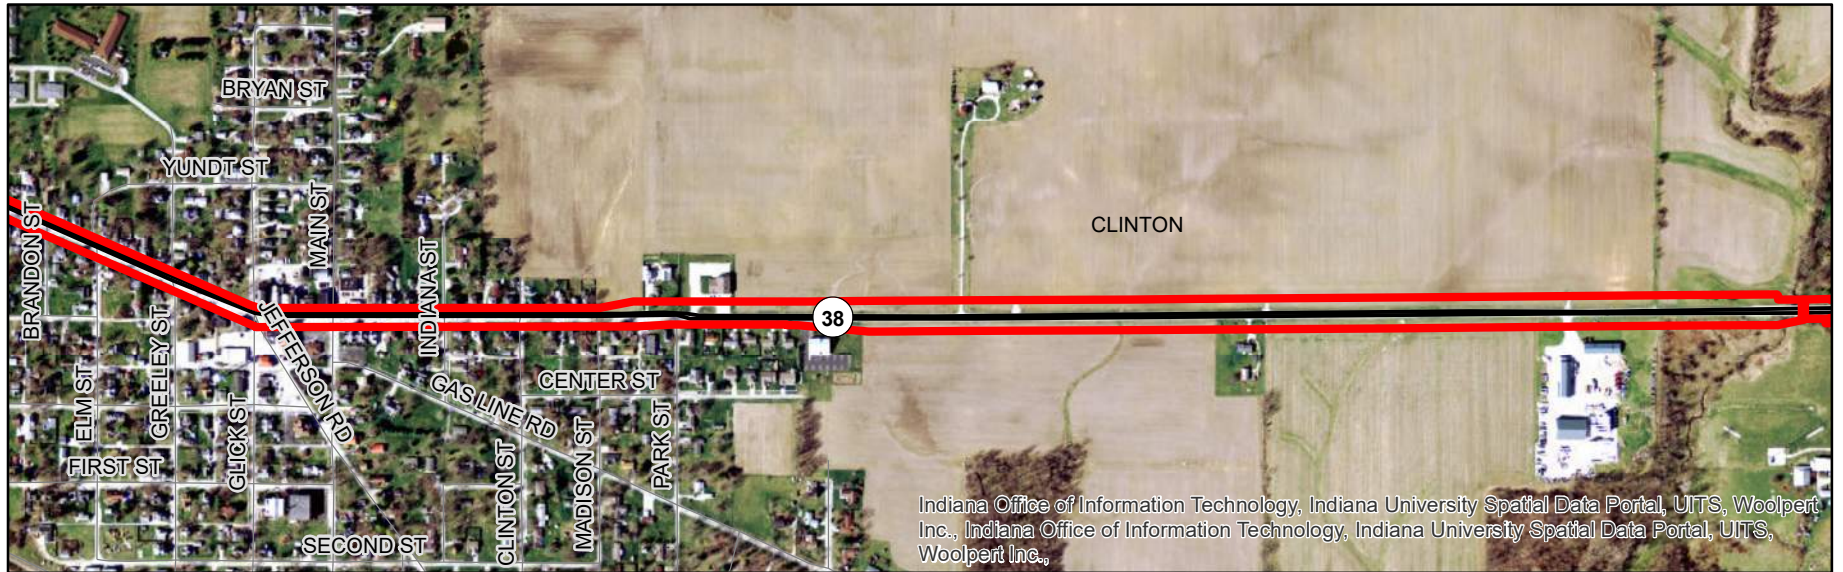 BRYAN ST
YUNDT ST
MAIN ST
BRANDON ST
CLINTON
INDIANA ST
38
JEFFERSON RD
GREELEY ST
ELM ST
GLICK ST
GAS LINE RD
CENTER ST
PARK ST
MADISON ST
CLINTON ST
FIRST ST
SECOND ST
Indiana Office of Information Technology, Indiana University Spatial Data Portal, UITS, Woolpert
Inc., Indiana Office of Information Technology, Indiana University Spatial Data Portal, UITS,
Woolpert Inc.,